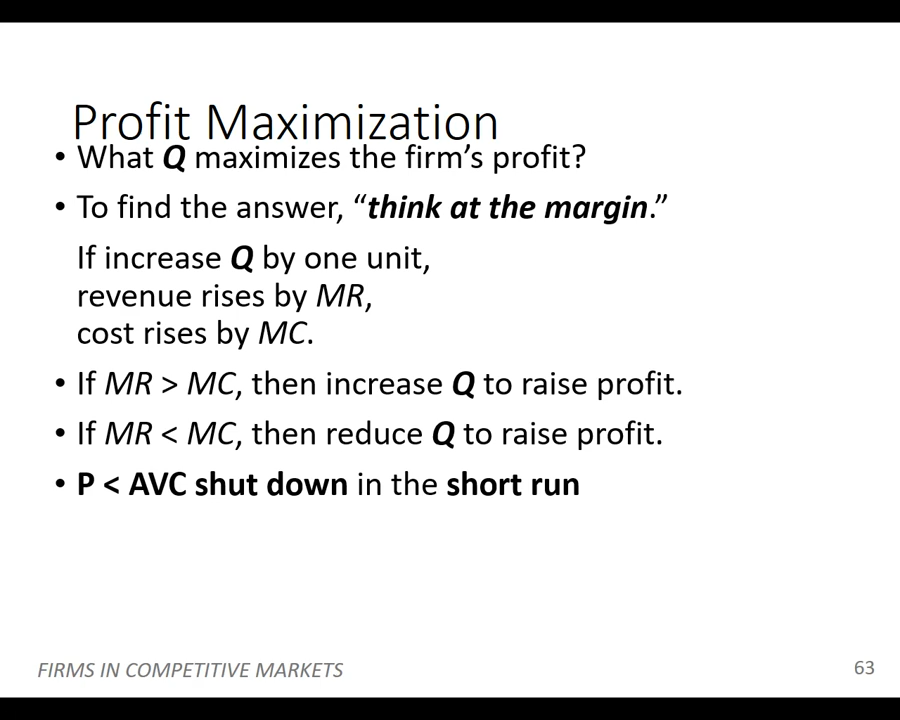 Profit Maximization
• What Q maximizes the firm’s profit?
• To find the answer, “think at the margin.”
If increase Q by one unit,
revenue rises by MR,
cost rises by MC.
• If MR > MC, then increase Q to raise profit.
• If MR < MC, then reduce Q to raise profit.
• P < AVC shut down in the short run
FIRMS IN COMPETITIVE MARKETS
63